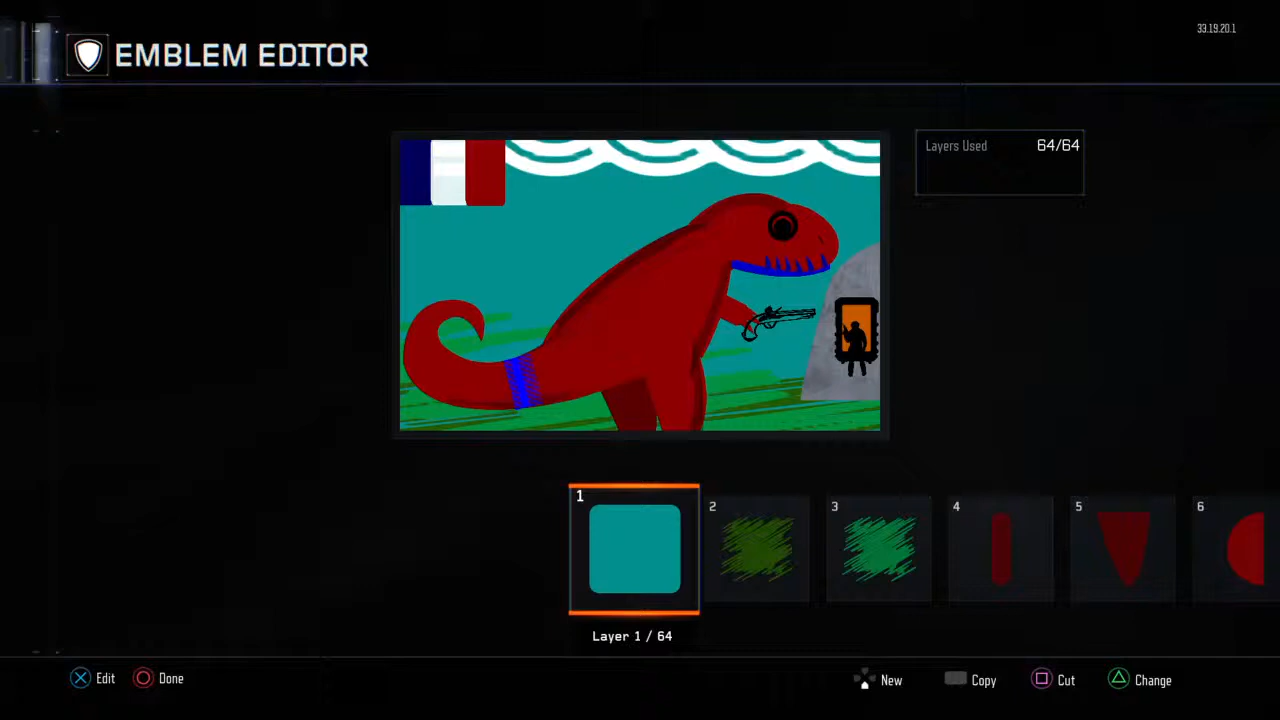 33.19.20.1
EMBLEM EDITOR
Layers Used 64/64
1
2
3
4
5
6
Layer 1 / 64
Edit Done New Copy Cut Change